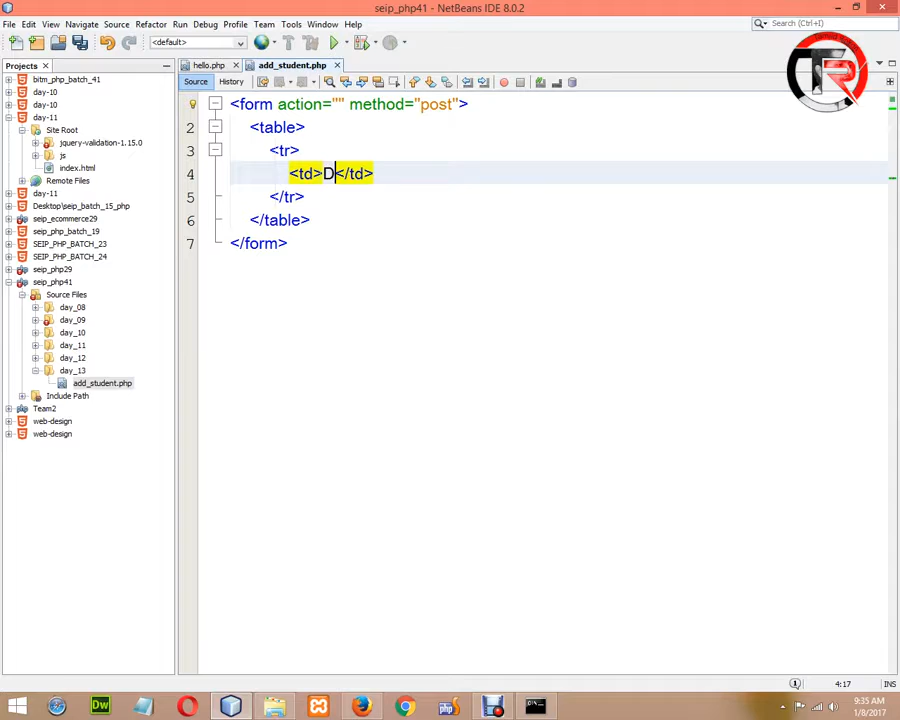 seip_php41 - NetBeans IDE 8.0.2
File Edit View Navigate Source Refactor Run Debug Profile Team Tools Window Help
Search (Ctrl+I)
<default>
TR
Projects
hello.php
add_student.php
Source History
bitm_php_batch_41
day-10
day-10
day-11
Site Root
jquery-validation-1.15.0
js
index.html
Remote Files
day-11
Desktop/seip_batch_15_php
seip_ecommerce29
seip_php_batch_19
SEIP_PHP_BATCH_23
SEIP_PHP_BATCH_24
seip_php29
seip_php41
Source Files
day_08
day_09
day_10
day_11
day_12
day_13
add_student.php
Include Path
Team2
web-design
web-design
<form action="" method="post">
2 <table>
3 <tr>
4 <td>D</td>
5 </tr>
6 </table>
7 </form>
4:17 INS
Dw
php
9:35 AM
1/8/2017